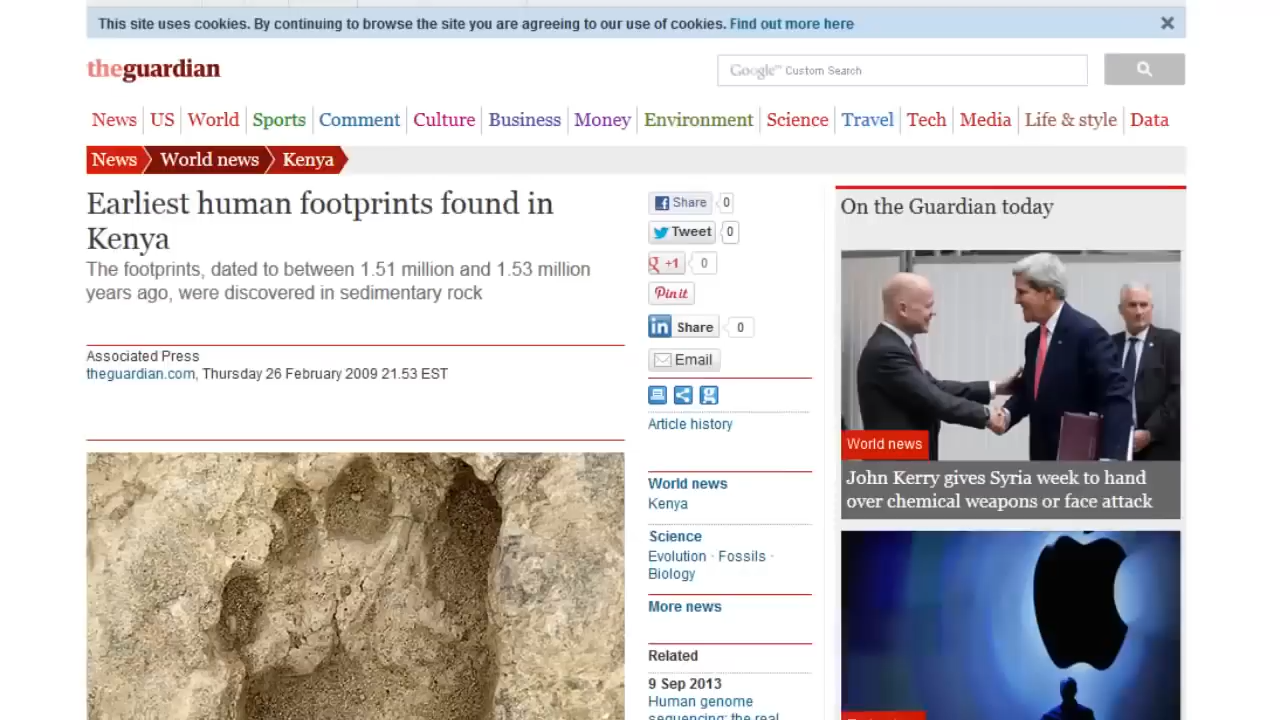 This site uses cookies. By continuing to browse the site you are agreeing to our use of cookies. Find out more here
theguardian
Google™ Custom Search
News US World Sports Comment Culture Business Money Environment Science Travel Tech Media Life & style Data
News World news Kenya
Earliest human footprints found in
Kenya
The footprints, dated to between 1.51 million and 1.53 million
years ago, were discovered in sedimentary rock
Associated Press
theguardian.com, Thursday 26 February 2009 21.53 EST
Share 0
Tweet 0
+1 0
Pin it
in Share 0
Email
Article history
World news
Kenya
Science
Evolution · Fossils ·
Biology
More news
Related
9 Sep 2013
Human genome
sequencing: the real
On the Guardian today
World news
John Kerry gives Syria week to hand
over chemical weapons or face attack